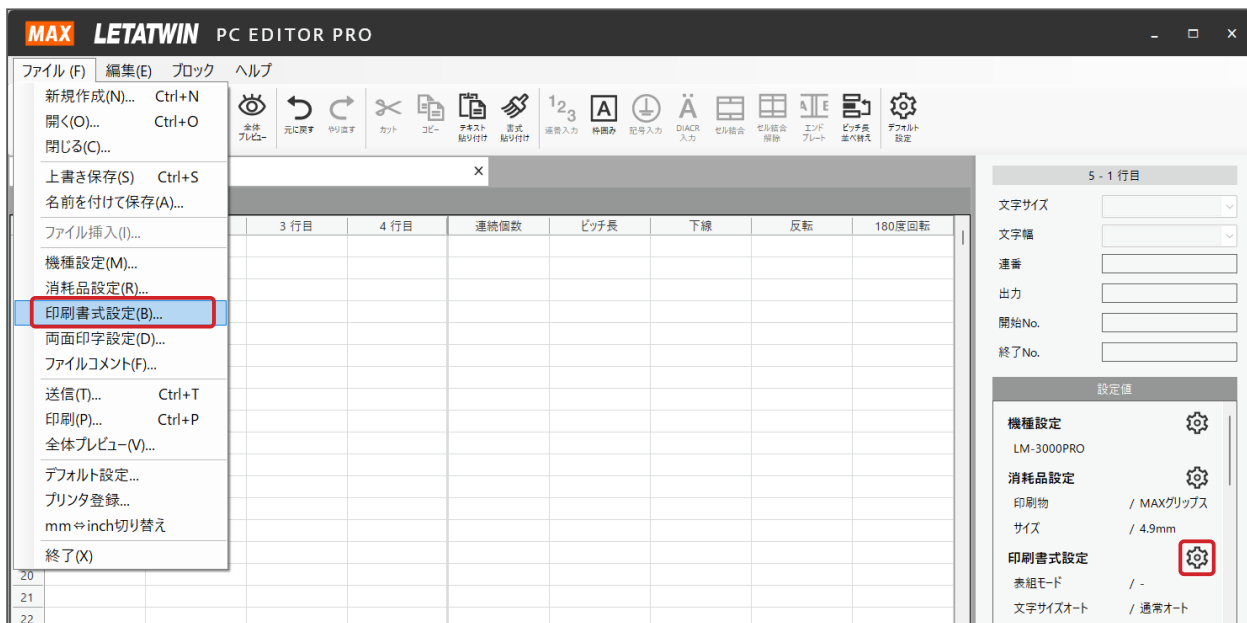 MAX LETATWIN PC EDITOR PRO
ファイル (F) 編集(E) ブロック ヘルプ
新規作成(N)... Ctrl+N
開く(O)... Ctrl+O
閉じる(C)...
上書き保存(S) Ctrl+S
名前を付けて保存(A)...
ファイル挿入(I)...
機種設定(M)...
消耗品設定(R)...
印刷書式設定(B)...
両面印字設定(D)...
ファイルコメント(F)...
送信(T)... Ctrl+T
印刷(P)... Ctrl+P
全体プレビュー(V)...
デフォルト設定...
プリンタ登録...
mm⇔inch切り替え
終了(X)
全体プレビュー 元に戻す やり直す カット コピー テキスト貼り付け 書式貼り付け 連番入力 枠囲み 記号入力 DIACR入力 セル結合 セル結合解除 エンドプレート ピッチ長並べ替え デフォルト設定
3 行目 4 行目 連続個数 ピッチ長 下線 反転 180度回転
20
21
22
5 - 1 行目
文字サイズ
文字幅
連番
出力
開始No.
終了No.
設定値
機種設定
LM-3000PRO
消耗品設定
印刷物 / MAXグリップス
サイズ / 4.9mm
印刷書式設定
表組モード / -
文字サイズオート / 通常オート